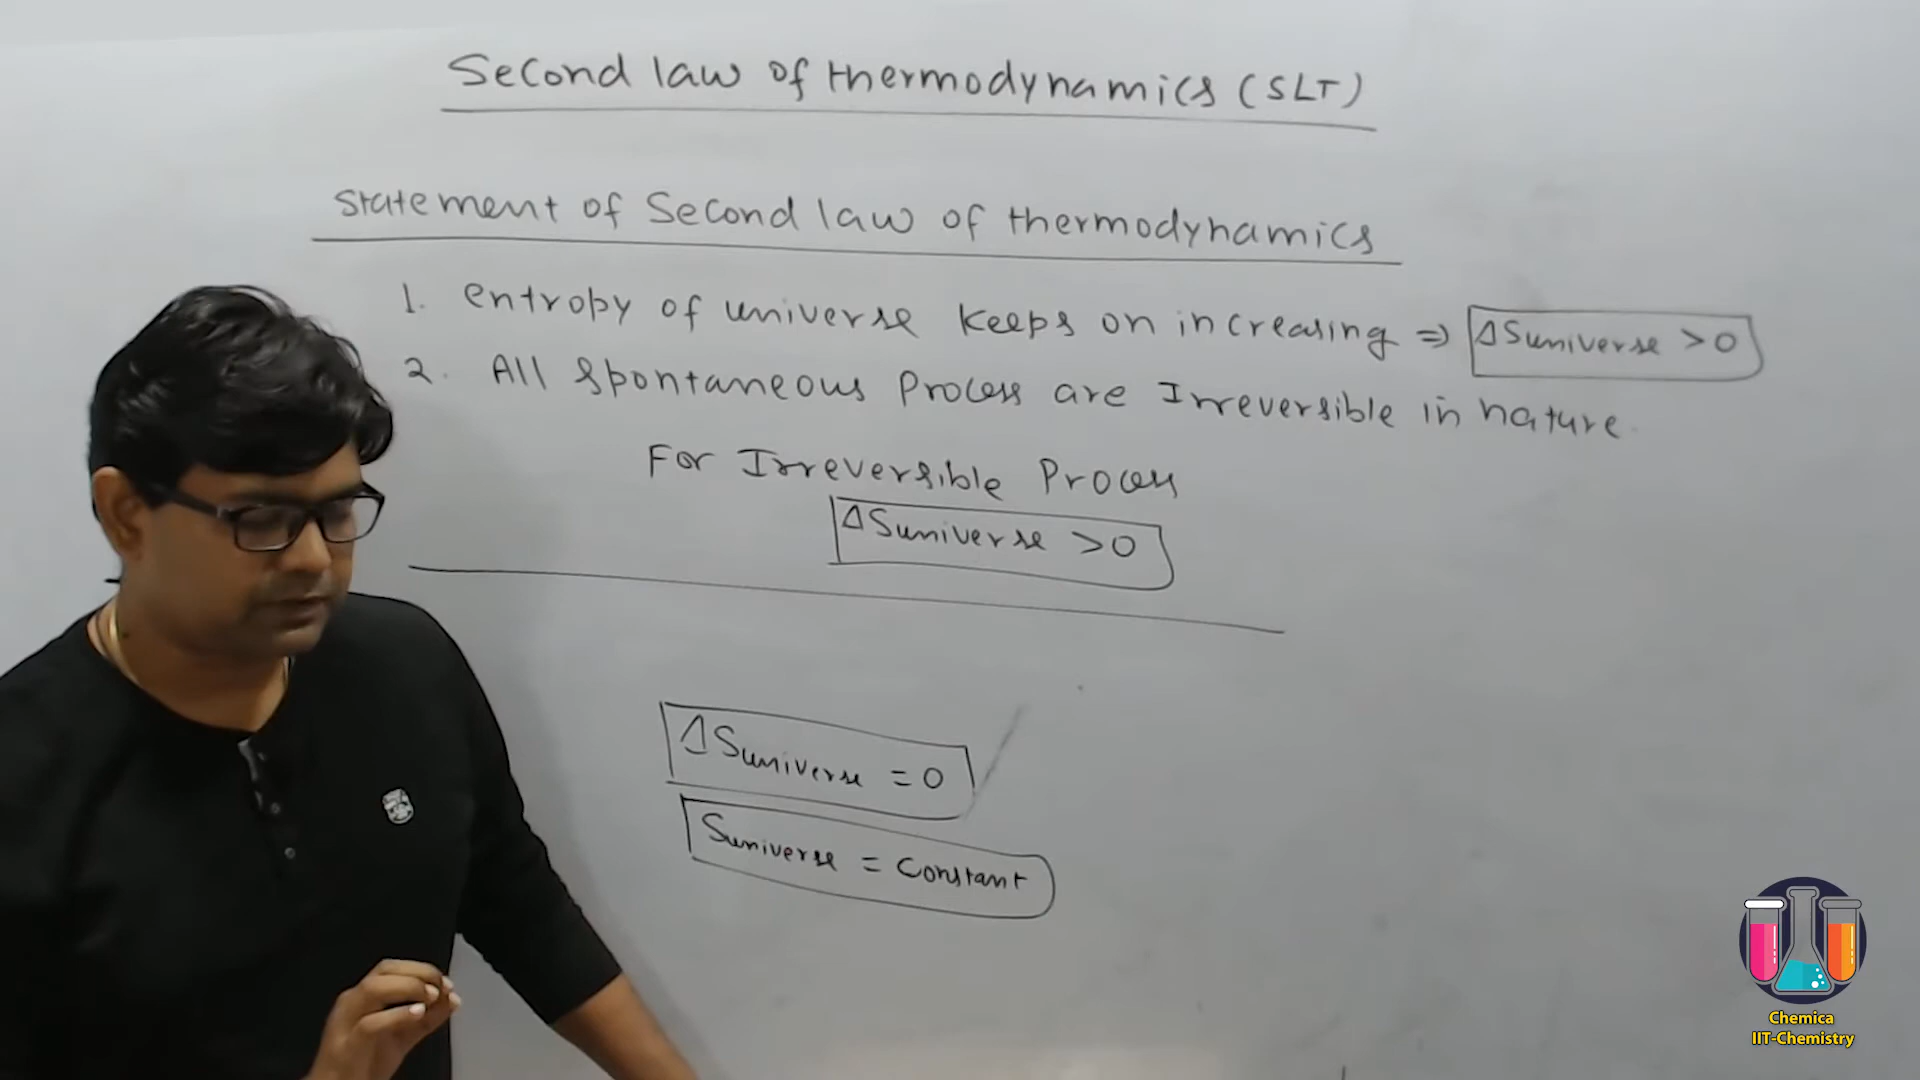 Second law of thermodynamics (SLT)
Statement of Second law of thermodynamics
1. entropy of universe keeps on increasing ⇒ ΔSuniverse >0
2. All Spontaneous Process are Irreversible in nature.
For Irreversible Process
ΔSuniverse >0
ΔSuniverse = 0
Suniverse = Constant
Chemica
IIT-Chemistry